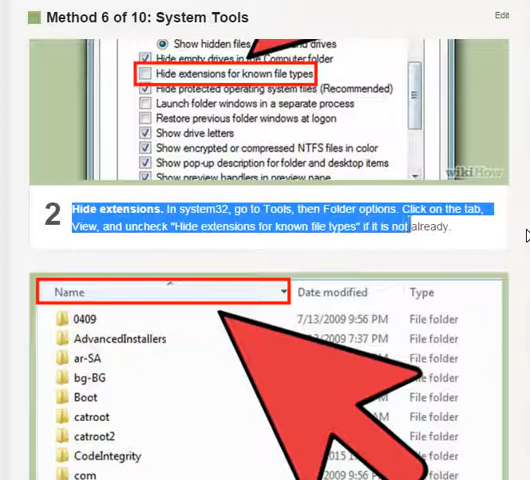 Method 6 of 10: System Tools
Edit
Show hidden files and drives
Hide empty drives in the Computer folder
Hide extensions for known file types
Hide protected operating system files (Recommended)
Launch folder windows in a separate process
Restore previous folder windows at logon
Show drive letters
Show encrypted or compressed NTFS files in color
Show pop-up description for folder and desktop items
Show preview handlers in preview pane
wikiHow
2
Hide extensions. In system32, go to Tools, then Folder options. Click on the tab,
View, and uncheck "Hide extensions for known file types" if it is not already.
Name Date modified Type
0409 7/13/2009 9:56 PM File folder
AdvancedInstallers 2009 7:37 PM File folder
ar-SA File folder
bg-BG File folder
Boot File folder
catroot AM File folder
catroot2 File folder
CodeIntegrity File folder
com 2009 9:56 PM File folder